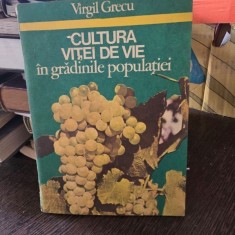 Virgil Grecu
CULTURA
VIȚEI DE VIE
în grădinile populației